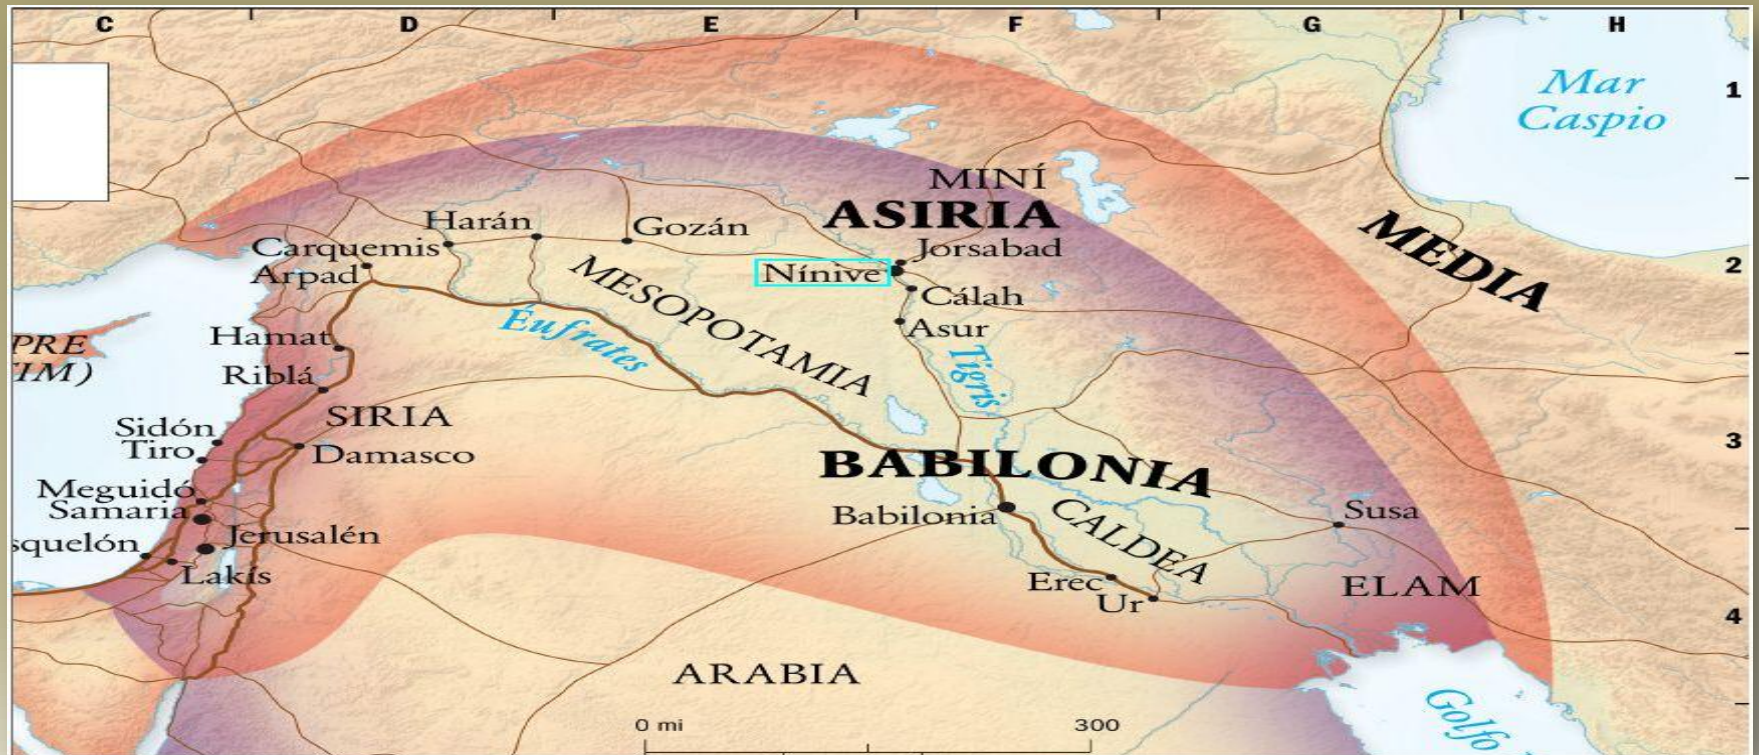 C D E F G H
Mar
Caspio
1
MINÍ
ASIRIA
MEDIA
Harán
Gozán
Jorsabad
Carquemis
Arpad
Nínive
2
Cálah
MESOPOTAMIA
Asur
Hamat
Éufrates
Tigris
PRE
IM)
Riblá
SIRIA
Sidón
Tiro
Damasco
3
BABILONIA
Meguidó
Samaria
Babilonia
CALDEA
Susa
squelón
Jerusalén
Lakís
Erec
Ur
ELAM
4
ARABIA
Golfo
0 mi 300